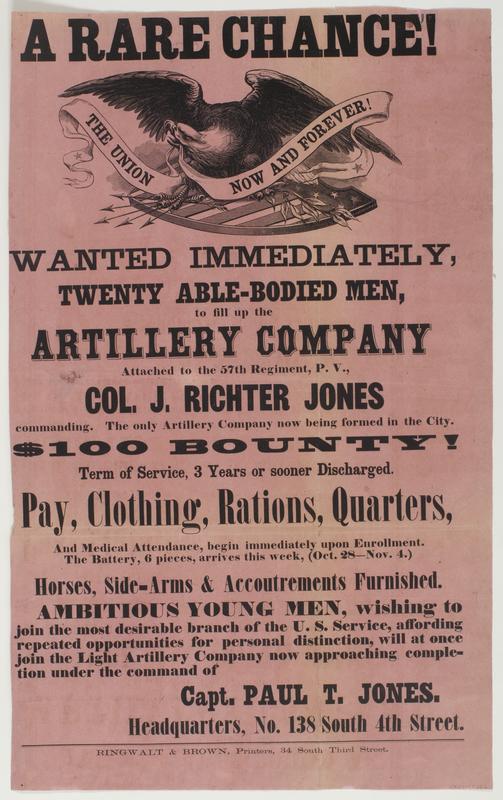 A RARE CHANCE!
THE UNION
NOW AND FOREVER!
WANTED IMMEDIATELY,
TWENTY ABLE-BODIED MEN,
to fill up the
ARTILLERY COMPANY
Attached to the 57th Regiment, P. V.,
COL. J. RICHTER JONES
commanding. The only Artillery Company now being formed in the City.
$100 BOUNTY!
Term of Service, 3 Years or sooner Discharged.
Pay, Clothing, Rations, Quarters,
And Medical Attendance, begin immediately upon Enrollment.
The Battery, 6 pieces, arrives this week, (Oct. 28—Nov. 4.)
Horses, Side-Arms & Accoutrements Furnished.
AMBITIOUS YOUNG MEN, wishing to
join the most desirable branch of the U. S. Service, affording
repeated opportunities for personal distinction, will at once
join the Light Artillery Company now approaching comple-
tion under the command of
Capt. PAUL T. JONES.
Headquarters, No. 138 South 4th Street.
RINGWALT & BROWN, Printers, 34 South Third Street.